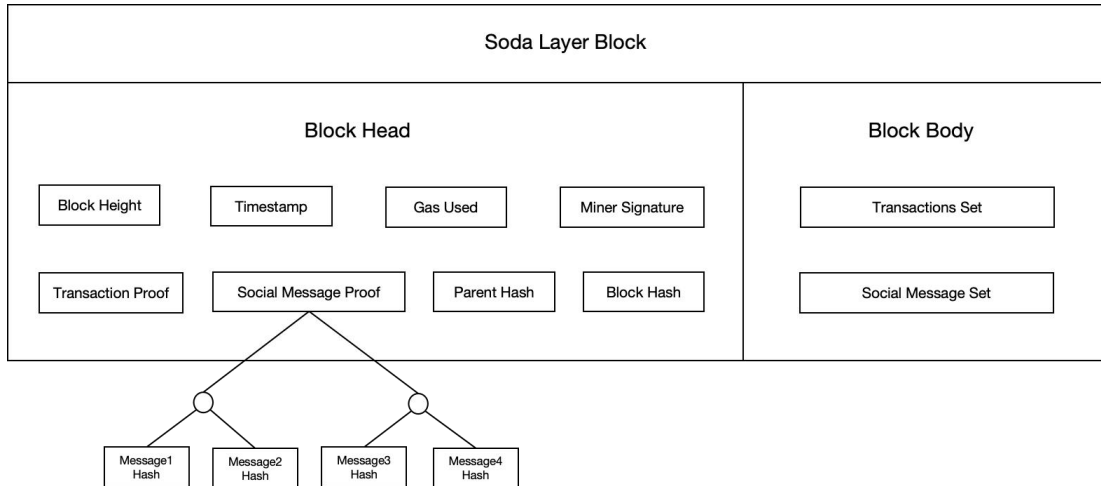 Soda Layer Block
Block Head
Block Body
Block Height
Timestamp
Gas Used
Miner Signature
Transactions Set
Transaction Proof
Social Message Proof
Parent Hash
Block Hash
Social Message Set
Message1
Hash
Message2
Hash
Message3
Hash
Message4
Hash